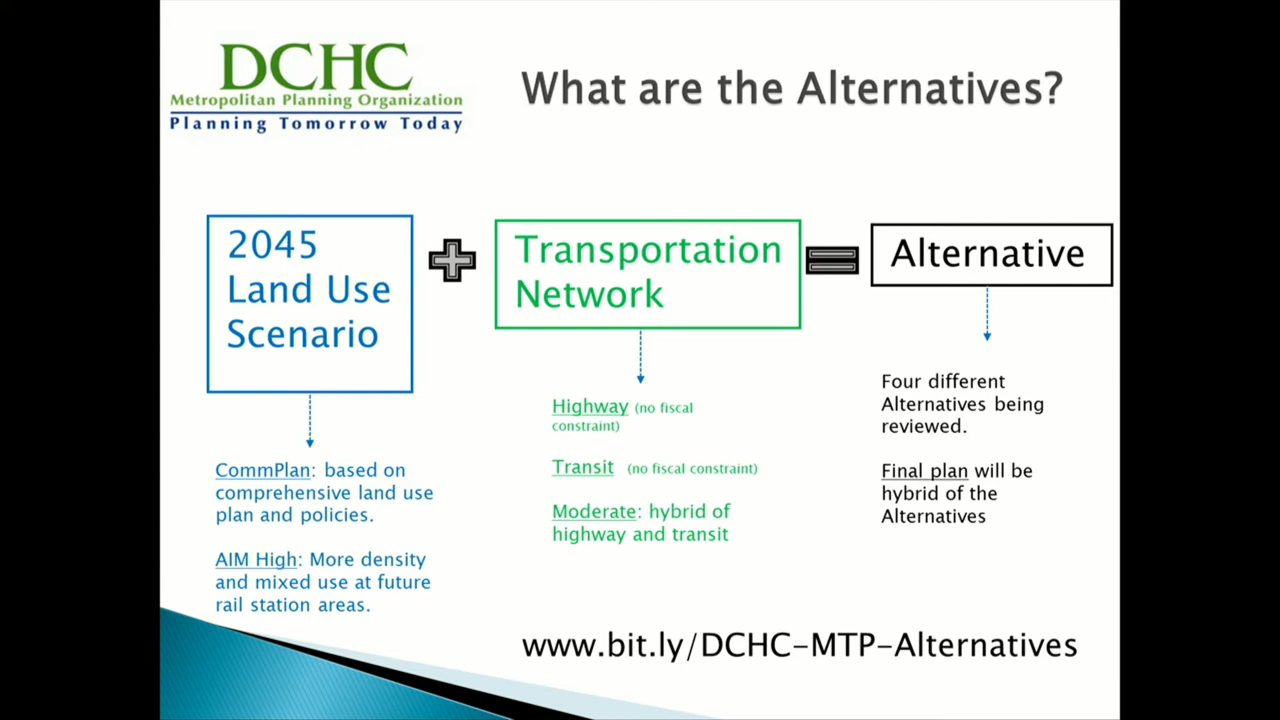 DCHC
Metropolitan Planning Organization
Planning Tomorrow Today
What are the Alternatives?
2045
Land Use
Scenario
Transportation
Network
Alternative
CommPlan: based on
comprehensive land use
plan and policies.
AIM High: More density
and mixed use at future
rail station areas.
Highway (no fiscal
constraint)
Transit (no fiscal constraint)
Moderate: hybrid of
highway and transit
Four different
Alternatives being
reviewed.
Final plan will be
hybrid of the
Alternatives
www.bit.ly/DCHC-MTP-Alternatives